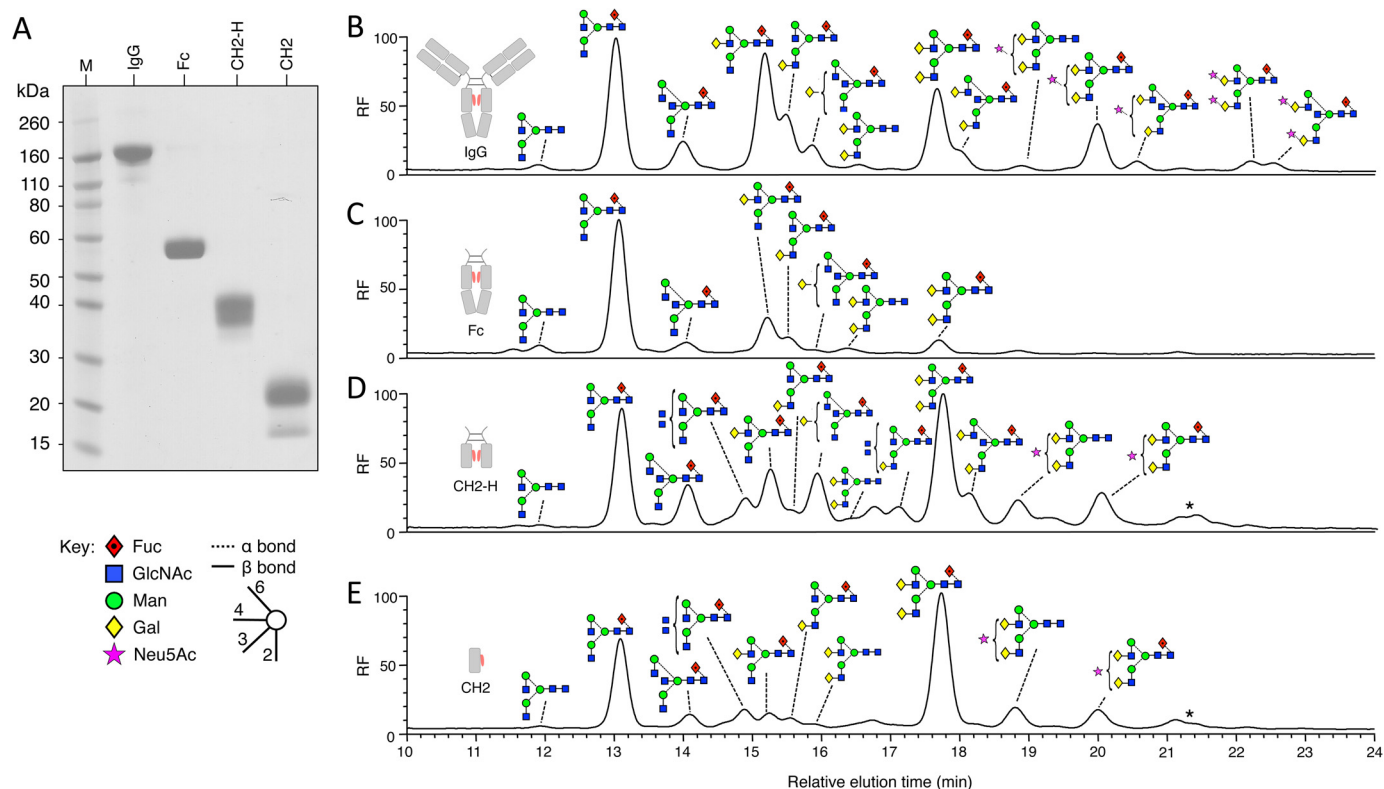 A
M
IgG
Fc
CH2-H
CH2
kDa
260
160
110
80
60
50
40
30
20
15
Key:
Fuc
GlcNAc
Man
Gal
Neu5Ac
α bond
β bond
6
4
3
2
B
100
50
0
RF
IgG
C
100
50
0
RF
Fc
D
100
50
0
RF
CH2-H
*
E
100
50
0
RF
CH2
*
10 11 12 13 14 15 16 17 18 19 20 21 22 23 24
Relative elution time (min)